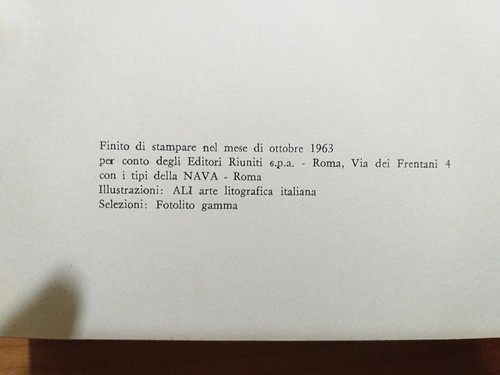 Finito di stampare nel mese di ottobre 1963
per conto degli Editori Riuniti s.p.a. - Roma, Via dei Frentani 4
con i tipi della NAVA - Roma
Illustrazioni: ALI arte litografica italiana
Selezioni: Fotolito gamma